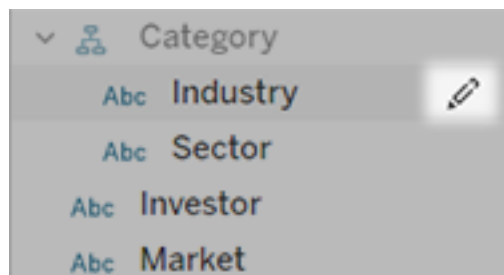 Category
Abc Industry
Abc Sector
Abc Investor
Abc Market